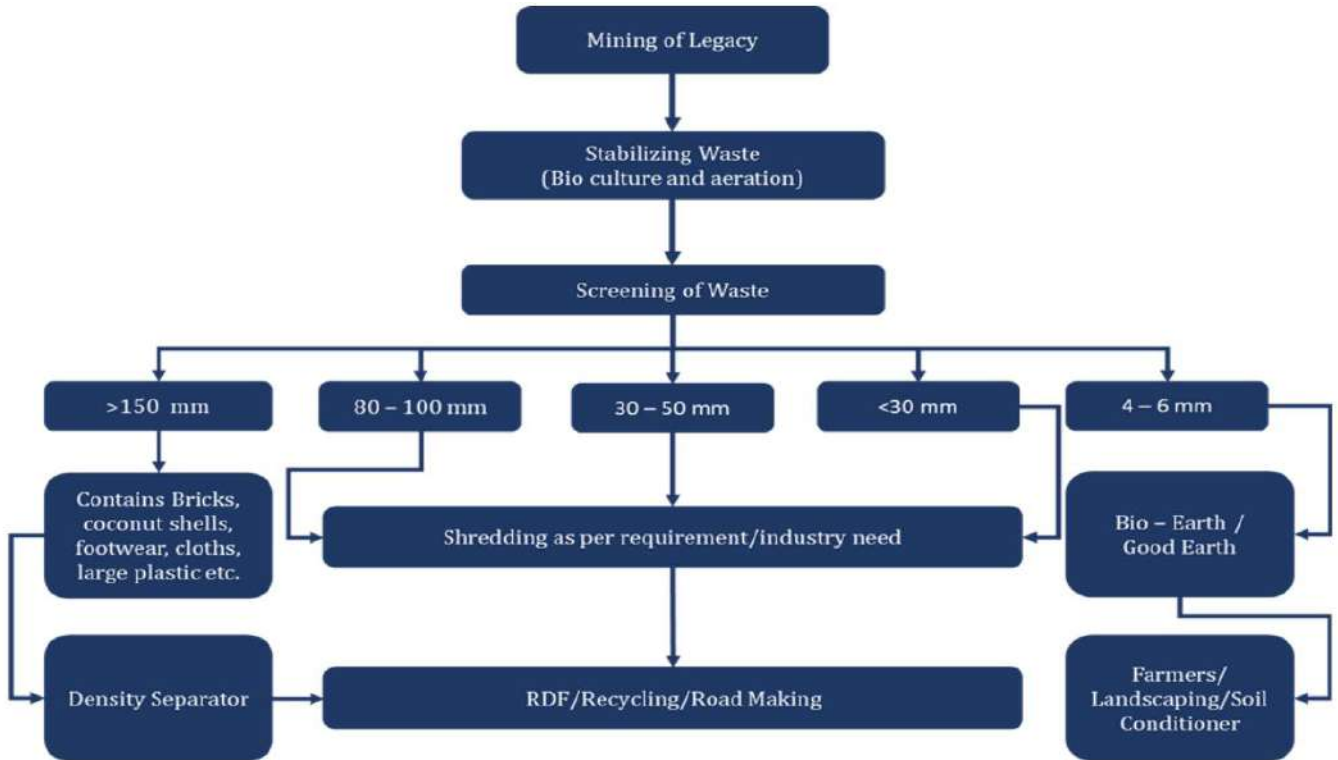 Mining of Legacy
Stabilizing Waste
(Bio culture and aeration)
Screening of Waste
>150 mm
80 – 100 mm
30 – 50 mm
<30 mm
4 – 6 mm
Contains Bricks,
coconut shells,
footwear, cloths,
large plastic etc.
Shredding as per requirement/industry need
Bio – Earth /
Good Earth
Density Separator
RDF/Recycling/Road Making
Farmers/
Landscaping/Soil
Conditioner